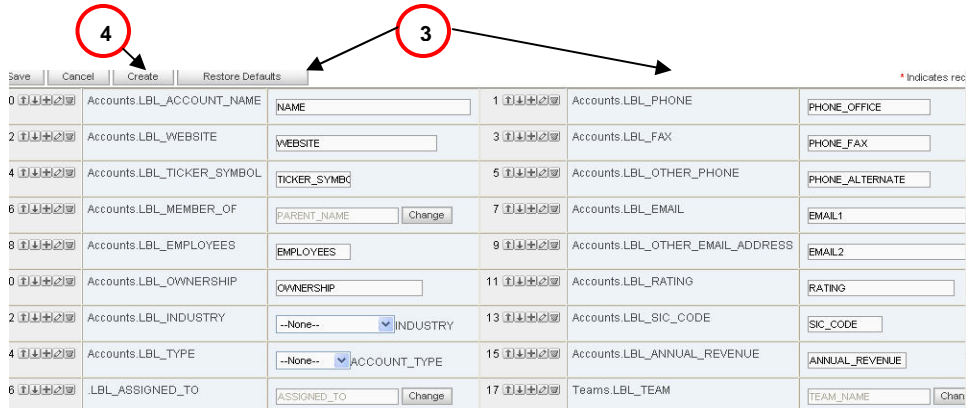 4 3
Save Cancel Create Restore Defaults * Indicates rec
0 Accounts.LBL_ACCOUNT_NAME NAME 1 Accounts.LBL_PHONE PHONE_OFFICE
2 Accounts.LBL_WEBSITE WEBSITE 3 Accounts.LBL_FAX PHONE_FAX
4 Accounts.LBL_TICKER_SYMBOL TICKER_SYMBO 5 Accounts.LBL_OTHER_PHONE PHONE_ALTERNATE
6 Accounts.LBL_MEMBER_OF PARENT_NAME Change 7 Accounts.LBL_EMAIL EMAIL1
8 Accounts.LBL_EMPLOYEES EMPLOYEES 9 Accounts.LBL_OTHER_EMAIL_ADDRESS EMAIL2
0 Accounts.LBL_OWNERSHIP OWNERSHIP 11 Accounts.LBL_RATING RATING
2 Accounts.LBL_INDUSTRY --None-- INDUSTRY 13 Accounts.LBL_SIC_CODE SIC_CODE
4 Accounts.LBL_TYPE --None-- ACCOUNT_TYPE 15 Accounts.LBL_ANNUAL_REVENUE ANNUAL_REVENUE
6 .LBL_ASSIGNED_TO ASSIGNED_TO Change 17 Teams.LBL_TEAM TEAM_NAME Chan